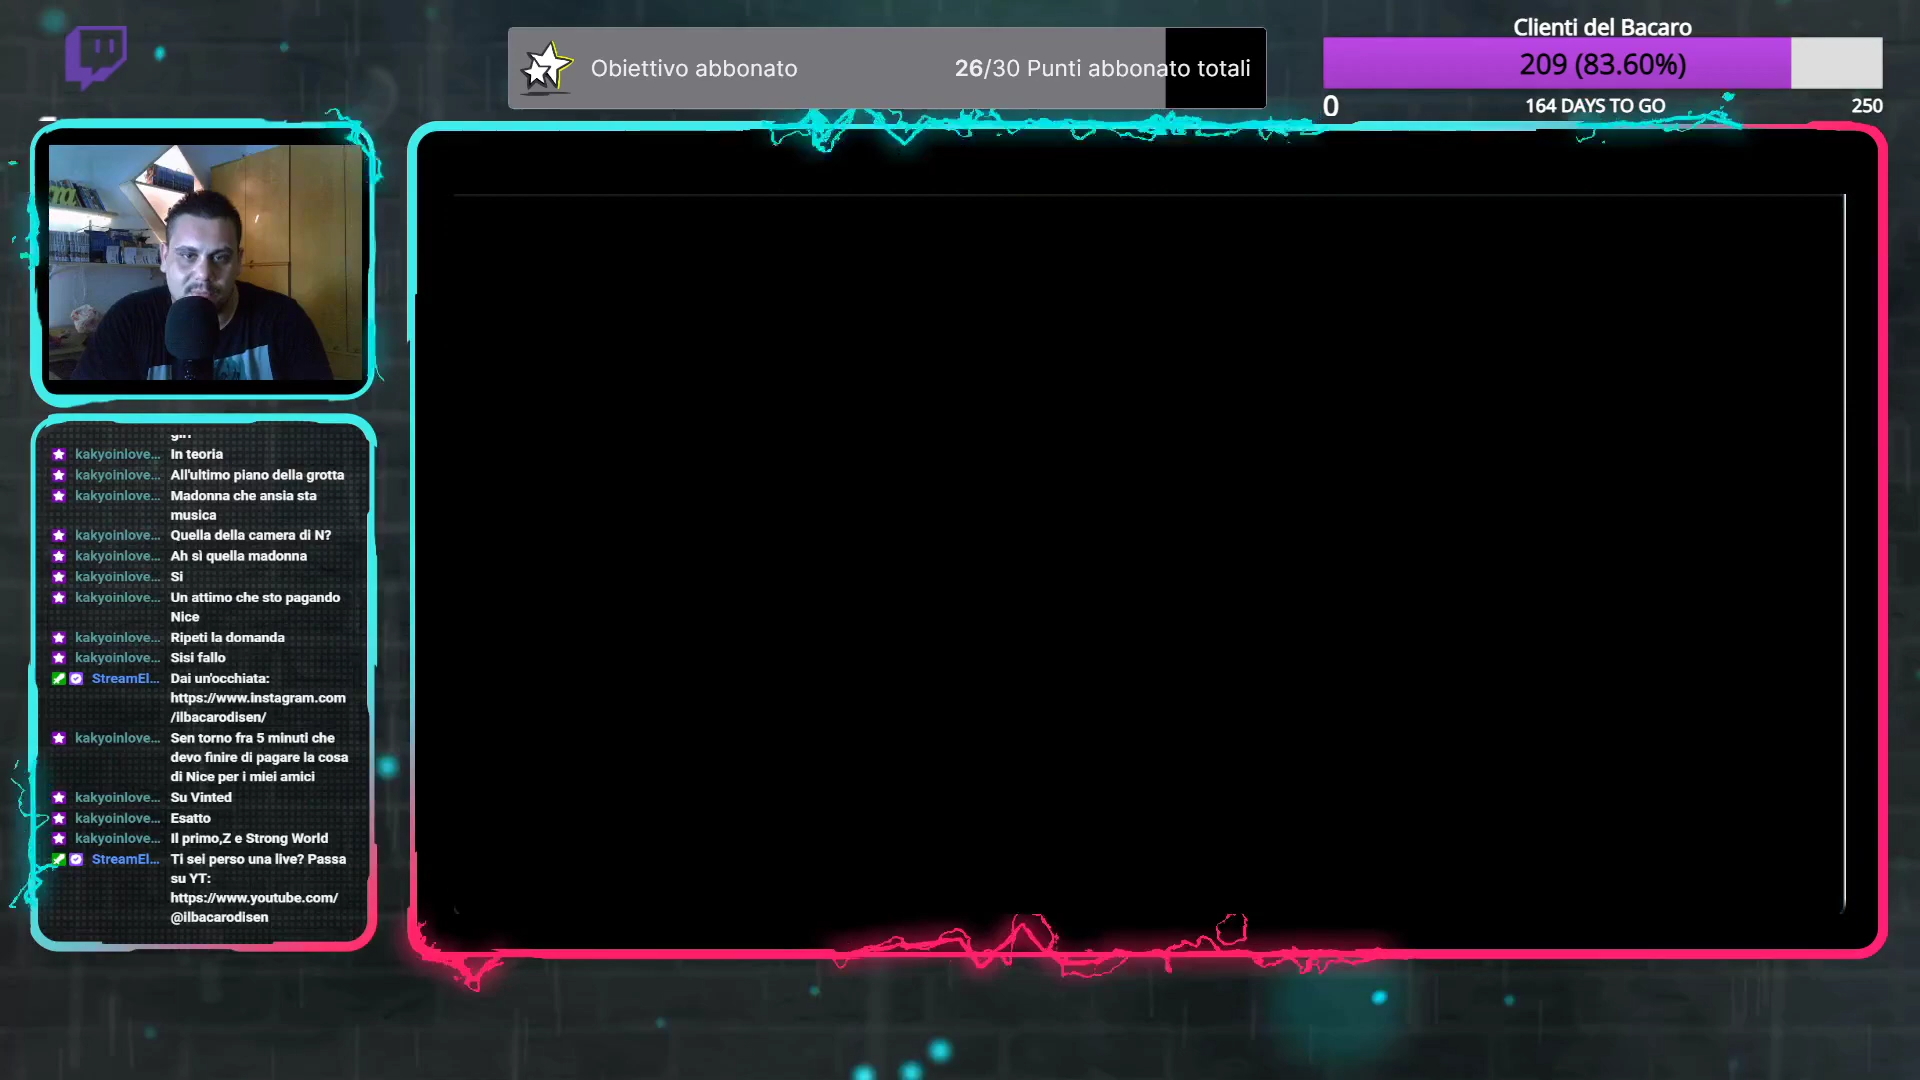 Obiettivo abbonato
26/30 Punti abbonato totali
Clienti del Bacaro
209 (83.60%)
0
164 DAYS TO GO
250
girl
kakyoinlove... In teoria
kakyoinlove... All'ultimo piano della grotta
kakyoinlove... Madonna che ansia sta
musica
kakyoinlove... Quella della camera di N?
kakyoinlove... Ah sì quella madonna
kakyoinlove... Si
kakyoinlove... Un attimo che sto pagando
Nice
kakyoinlove... Ripeti la domanda
kakyoinlove... Sisi fallo
StreamEl... Dai un'occhiata:
https://www.instagram.com
/ilbacarodisen/
kakyoinlove... Sen torno fra 5 minuti che
devo finire di pagare la cosa
di Nice per i miei amici
kakyoinlove... Su Vinted
kakyoinlove... Esatto
kakyoinlove... Il primo,Z e Strong World
StreamEl... Ti sei perso una live? Passa
su YT:
https://www.youtube.com/
@ilbacarodisen